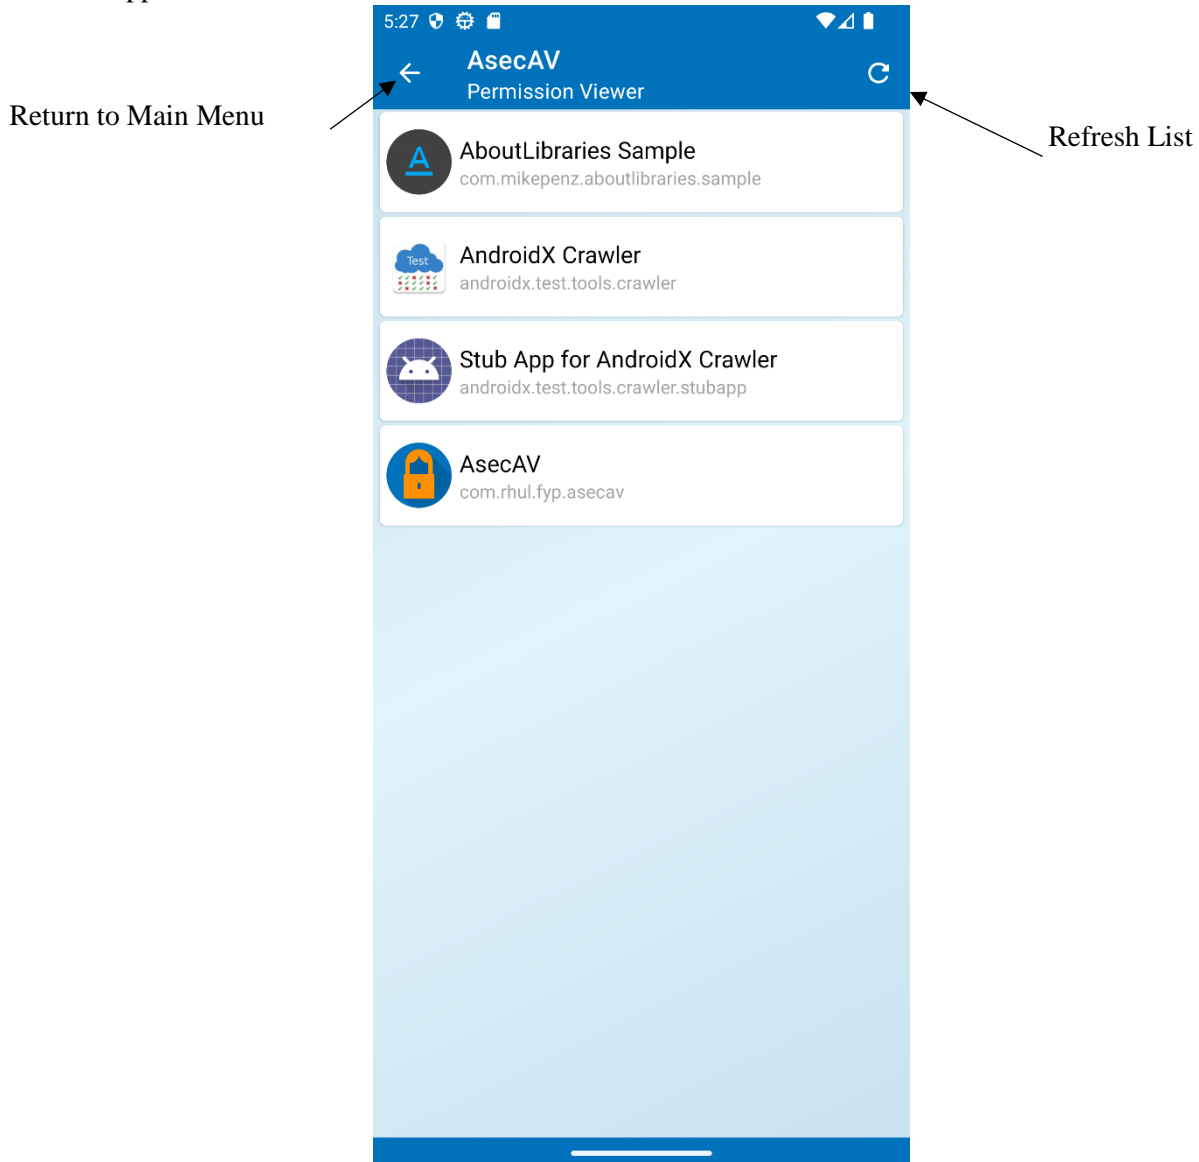 5:27
AsecAV
Permission Viewer
Return to Main Menu
Refresh List
AboutLibraries Sample
com.mikepenz.aboutlibraries.sample
Test
AndroidX Crawler
androidx.test.tools.crawler
Stub App for AndroidX Crawler
androidx.test.tools.crawler.stubapp
AsecAV
com.rhul.fyp.asecav